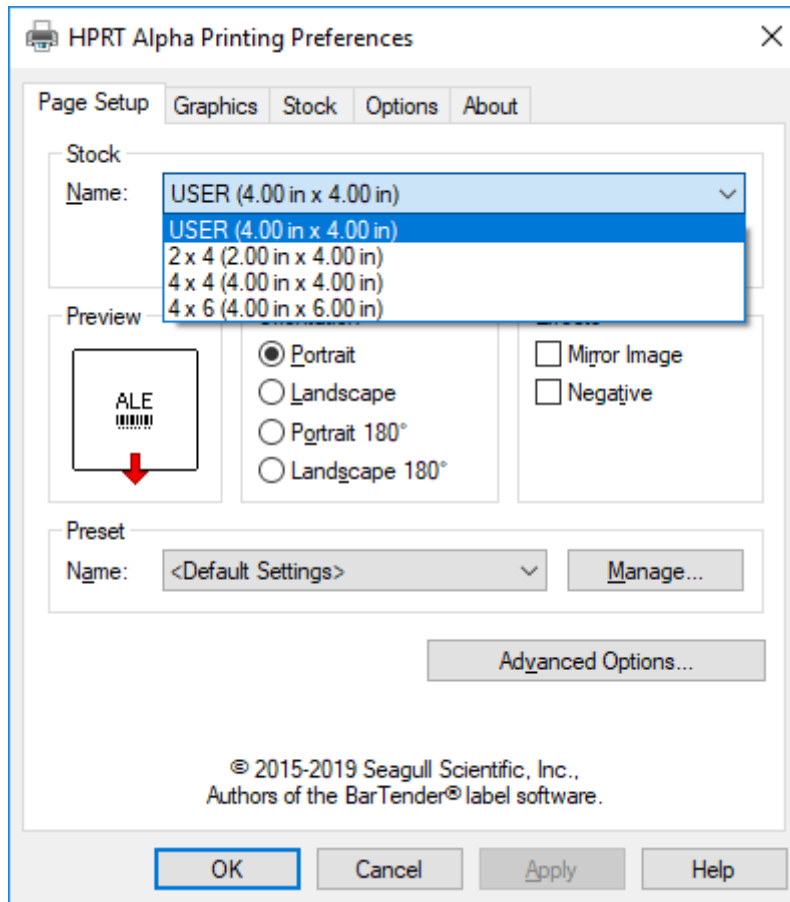 HPRT Alpha Printing Preferences
Page Setup Graphics Stock Options About
Stock
Name: USER (4.00 in x 4.00 in)
USER (4.00 in x 4.00 in)
2 x 4 (2.00 in x 4.00 in)
4 x 4 (4.00 in x 4.00 in)
4 x 6 (4.00 in x 6.00 in)
Preview Orientation Effects
ALE
Portrait
Landscape
Portrait 180°
Landscape 180°
Mirror Image
Negative
Preset
Name: <Default Settings> Manage...
Advanced Options...
© 2015-2019 Seagull Scientific, Inc.,
Authors of the BarTender® label software.
OK Cancel Apply Help